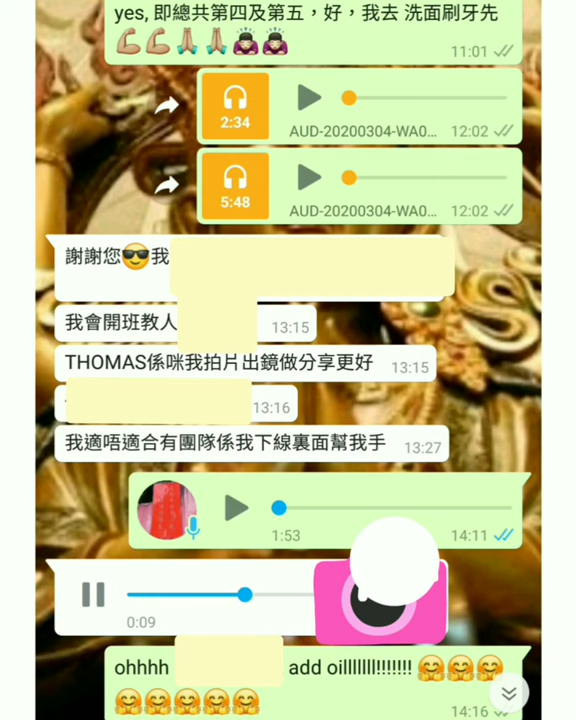 yes, 即總共第四及第五，好，我去 洗面刷牙先
💪🏼💪🏼🙏🏼🙏🏼🙇🏻‍♂️🙇🏻‍♂️
11:01
2:34
AUD-20200304-WA0... 12:02
5:48
AUD-20200304-WA0... 12:02
謝謝您😎我
我會開班教人
13:15
THOMAS係咪我拍片出鏡做分享更好 13:15
13:16
我適唔適合有團隊係我下線裏面幫我手 13:27
1:53 14:11
0:09
ohhhh add oilllllllll!!!!!!! 🤗🤗🤗
🤗🤗🤗🤗🤗
14:16